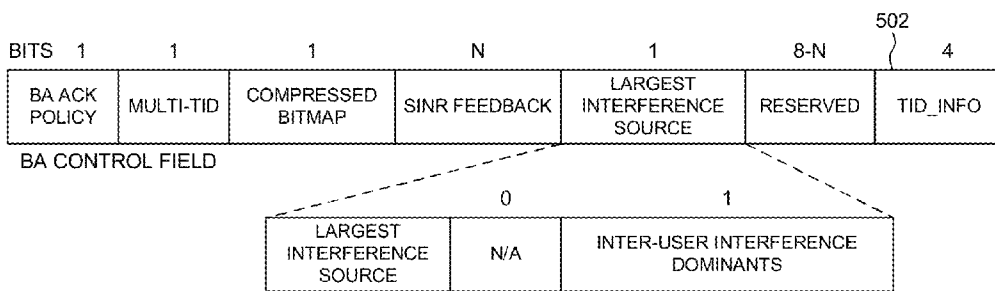 502
BITS 1 1 1 N 1 8-N 4
BA ACK POLICY
MULTI-TID
COMPRESSED BITMAP
SINR FEEDBACK
LARGEST INTERFERENCE SOURCE
RESERVED
TID_INFO
BA CONTROL FIELD
0 1
LARGEST INTERFERENCE SOURCE
N/A
INTER-USER INTERFERENCE DOMINANTS